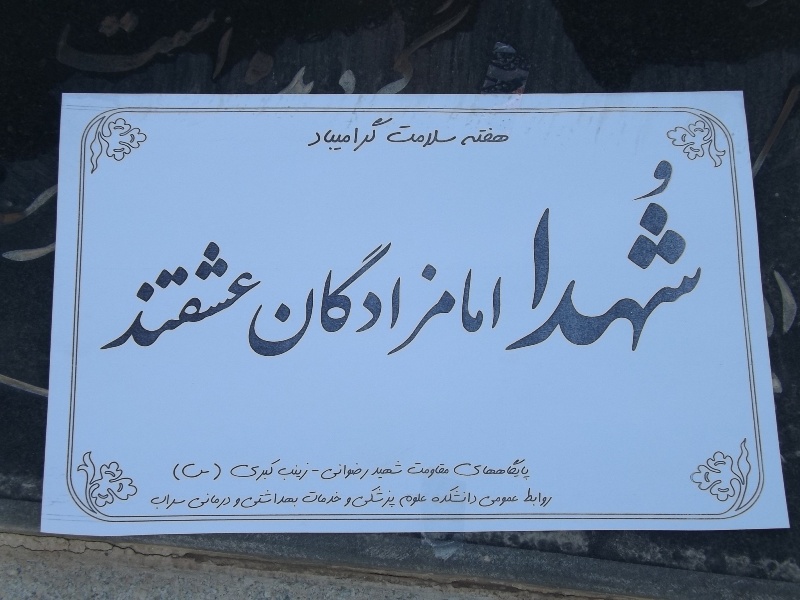 هفته سلامت گرامیباد
شُهدا امامزادگان عشقند
پایگاههای مقاومت شهید رضوانی - زینب کبری (س)
روابط عمومی دانشکده علوم پزشکی و خدمات بهداشتی و درمانی سراب